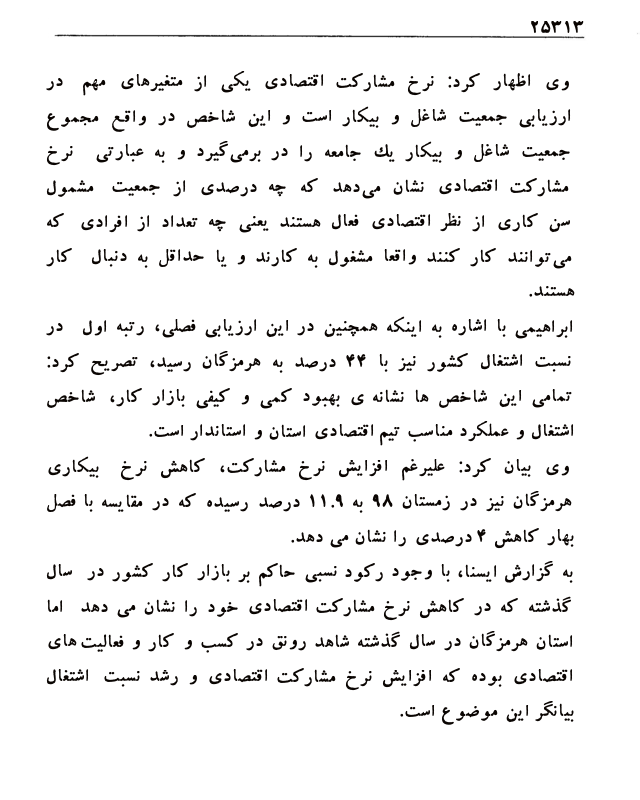 ۲۵۳۱۳
وی اظهار کرد: نرخ مشارکت اقتصادی یکی از متغیرهای مهم در
ارزیابی جمعیت شاغل و بیکار است و این شاخص در واقع مجموع
جمعیت شاغل و بیکار یك جامعه را در برمی‌گیرد و به عبارتی نرخ
مشارکت اقتصادی نشان می‌دهد که چه درصدی از جمعیت مشمول
سن کاری از نظر اقتصادی فعال هستند یعنی چه تعداد از افرادی که
می‌توانند کار کنند واقعا مشغول به کارند و یا حداقل به دنبال کار
هستند.
ابراهیمی با اشاره به اینکه همچنین در این ارزیابی فصلی، رتبه اول در
نسبت اشتغال کشور نیز با ۴۴ درصد به هرمزگان رسید، تصریح کرد:
تمامی این شاخص ها نشانه ی بهبود کمی و کیفی بازار کار، شاخص
اشتغال و عملکرد مناسب تیم اقتصادی استان و استاندار است.
وی بیان کرد: علیرغم افزایش نرخ مشارکت، کاهش نرخ بیکاری
هرمزگان نیز در زمستان ۹۸ به ۱۱.۹ درصد رسیده که در مقایسه با فصل
بهار کاهش ۴ درصدی را نشان می دهد.
به گزارش ایسنا، با وجود رکود نسبی حاکم بر بازار کار کشور در سال
گذشته که در کاهش نرخ مشارکت اقتصادی خود را نشان می دهد اما
استان هرمزگان در سال گذشته شاهد رونق در کسب و کار و فعالیت‌های
اقتصادی بوده که افزایش نرخ مشارکت اقتصادی و رشد نسبت اشتغال
بیانگر این موضوع است.